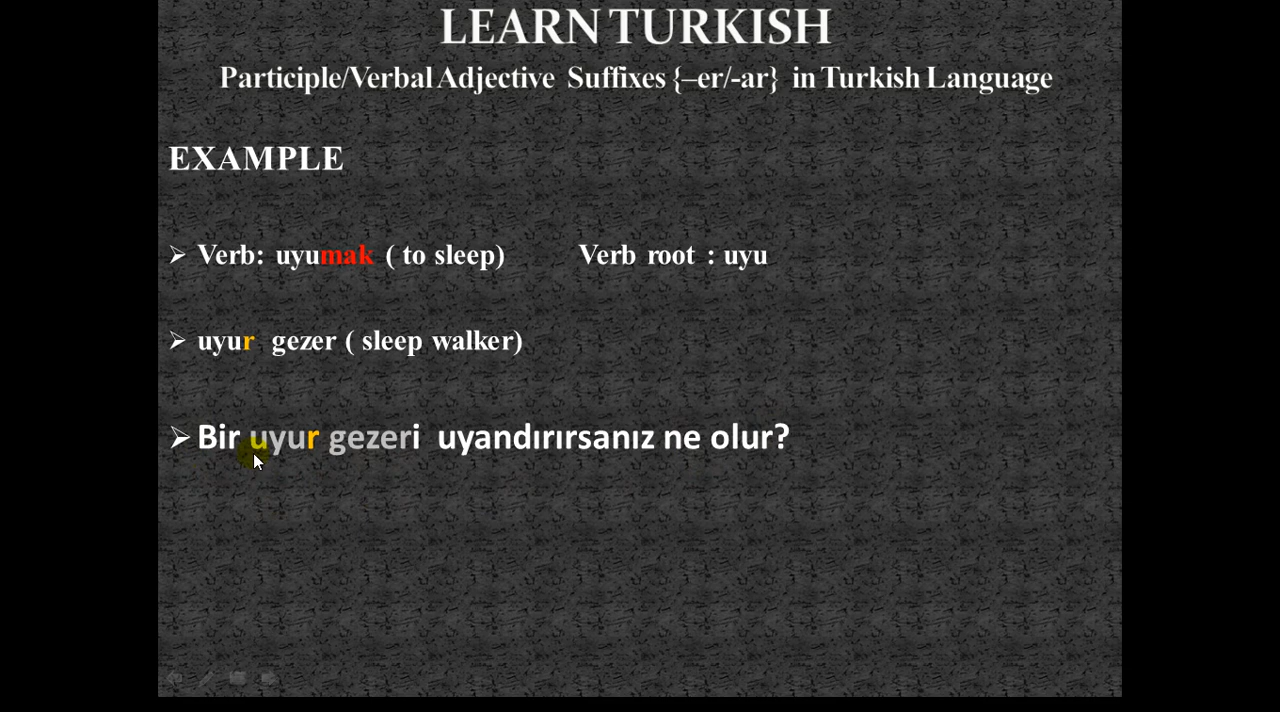 LEARN TURKISH
Participle/Verbal Adjective Suffixes {–er/-ar} in Turkish Language
EXAMPLE
➢ Verb: uyumak ( to sleep) Verb root : uyu
➢ uyur gezer ( sleep walker)
➢ Bir uyur gezeri uyandırırsanız ne olur?